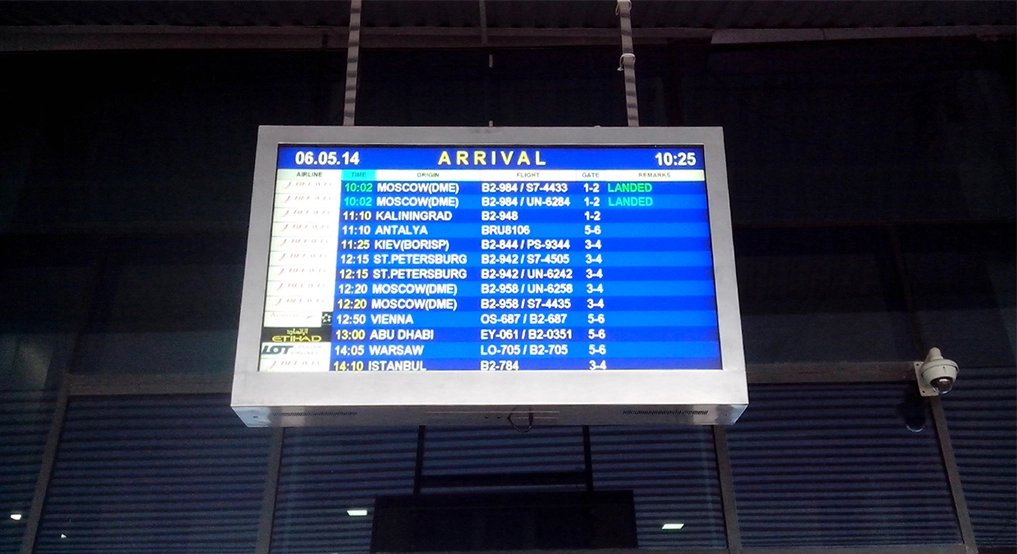 06.05.14 ARRIVAL 10:25
AIRLINE TIME ORIGIN FLIGHT GATE REMARKS
10:02 MOSCOW(DME) B2-984 / S7-4433 1-2 LANDED
10:02 MOSCOW(DME) B2-984 / UN-6284 1-2 LANDED
11:10 KALININGRAD B2-948 1-2
11:10 ANTALYA BRU8106 5-6
11:25 KIEV(BORISP) B2-844 / PS-9344 3-4
12:15 ST.PETERSBURG B2-942 / S7-4505 3-4
12:15 ST.PETERSBURG B2-942 / UN-6242 3-4
12:20 MOSCOW(DME) B2-958 / UN-6258 3-4
12:20 MOSCOW(DME) B2-958 / S7-4435 3-4
12:50 VIENNA OS-687 / B2-687 5-6
الإتحاد ETIHAD 13:00 ABU DHABI EY-061 / B2-0351 5-6
LOT 14:05 WARSAW LO-705 / B2-705 5-6
14:10 ISTANBUL B2-784 3-4